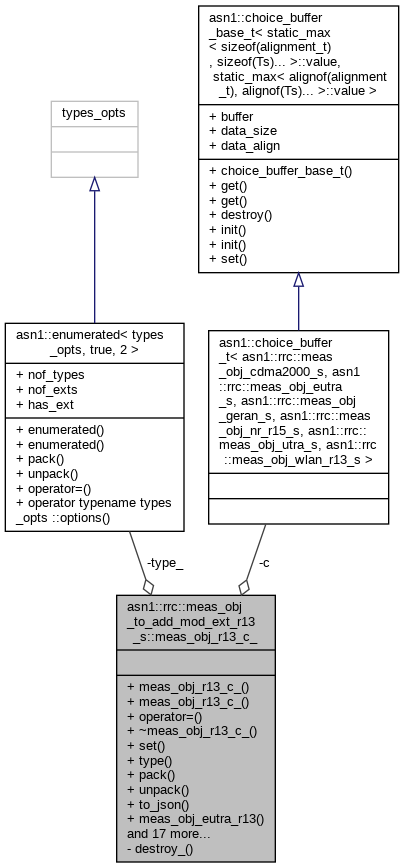 asn1::choice_buffer
_base_t< static_max
< sizeof(alignment_t)
, sizeof(Ts)... >::value,
static_max< alignof(alignment
_t), alignof(Ts)... >::value >
+ buffer
+ data_size
+ data_align
+ choice_buffer_base_t()
+ get()
+ get()
+ destroy()
+ init()
+ init()
+ set()
types_opts
asn1::enumerated< types
_opts, true, 2 >
+ nof_types
+ nof_exts
+ has_ext
+ enumerated()
+ enumerated()
+ pack()
+ unpack()
+ operator=()
+ operator typename types
_opts ::options()
asn1::choice_buffer
_t< asn1::rrc::meas
_obj_cdma2000_s, asn1
::rrc::meas_obj_eutra
_s, asn1::rrc::meas_obj
_geran_s, asn1::rrc::meas
_obj_nr_r15_s, asn1::rrc::
meas_obj_utra_s, asn1::rrc
::meas_obj_wlan_r13_s >
-type_
-c
asn1::rrc::meas_obj
_to_add_mod_ext_r13
_s::meas_obj_r13_c_
+ meas_obj_r13_c_()
+ meas_obj_r13_c_()
+ operator=()
+ ~meas_obj_r13_c_()
+ set()
+ type()
+ pack()
+ unpack()
+ to_json()
+ meas_obj_eutra_r13()
and 17 more...
- destroy_()